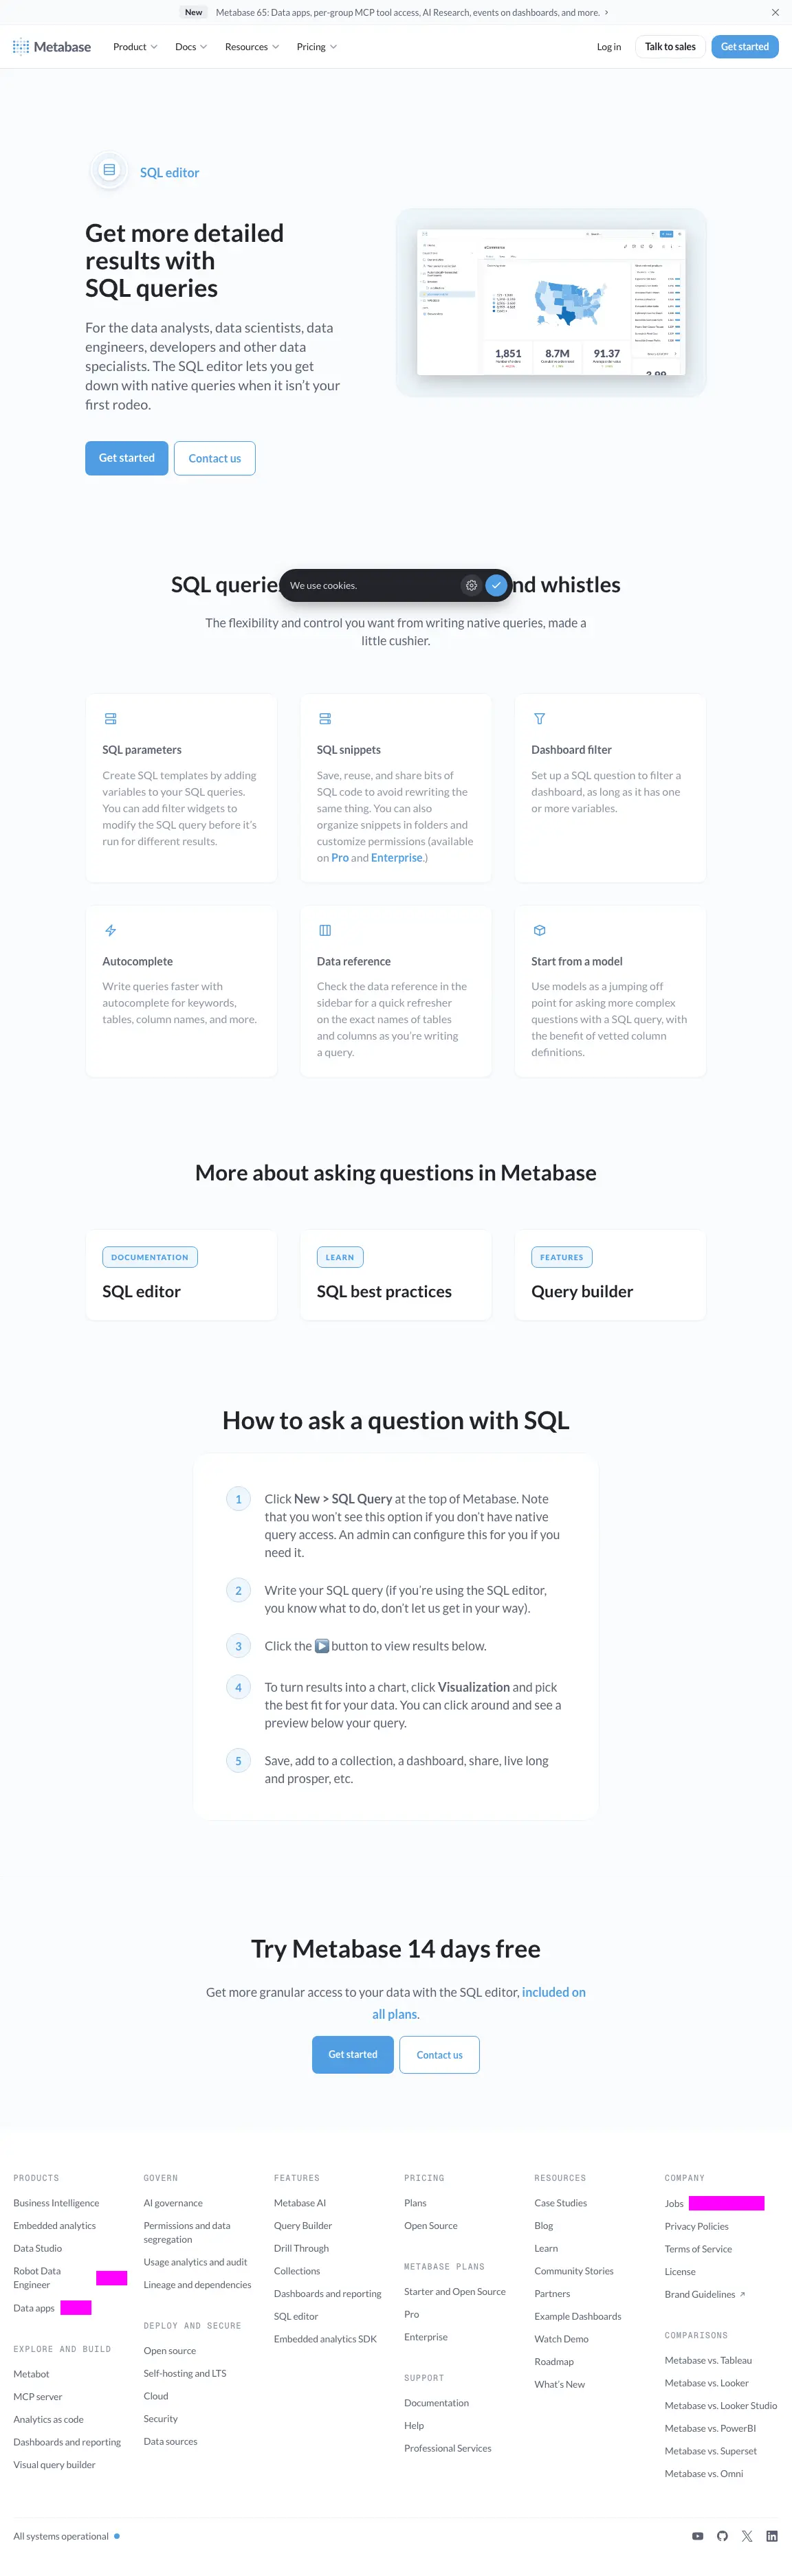 New Metabase 65: Data apps, per-group MCP tool access, AI Research, events on dashboards, and more.
Metabase Product Docs Resources Pricing Log in Talk to sales Get started
SQL editor
Get more detailed
results with
SQL queries
For the data analysts, data scientists, data
engineers, developers and other data
specialists. The SQL editor lets you get
down with native queries when it isn’t your
first rodeo.
Get started Contact us
1,851 8.7M 91.37
SQL queries nd whistles
We use cookies.
The flexibility and control you want from writing native queries, made a
little cushier.
SQL parameters
Create SQL templates by adding
variables to your SQL queries.
You can add filter widgets to
modify the SQL query before it’s
run for different results.
SQL snippets
Save, reuse, and share bits of
SQL code to avoid rewriting the
same thing. You can also
organize snippets in folders and
customize permissions (available
on Pro and Enterprise.)
Dashboard filter
Set up a SQL question to filter a
dashboard, as long as it has one
or more variables.
Autocomplete
Write queries faster with
autocomplete for keywords,
tables, column names, and more.
Data reference
Check the data reference in the
sidebar for a quick refresher
on the exact names of tables
and columns as you’re writing
a query.
Start from a model
Use models as a jumping off
point for asking more complex
questions with a SQL query, with
the benefit of vetted column
definitions.
More about asking questions in Metabase
DOCUMENTATION
SQL editor
LEARN
SQL best practices
FEATURES
Query builder
How to ask a question with SQL
1 Click New > SQL Query at the top of Metabase. Note
that you won’t see this option if you don’t have native
query access. An admin can configure this for you if you
need it.
2 Write your SQL query (if you’re using the SQL editor,
you know what to do, don’t let us get in your way).
3 Click the ▶️ button to view results below.
4 To turn results into a chart, click Visualization and pick
the best fit for your data. You can click around and see a
preview below your query.
5 Save, add to a collection, a dashboard, share, live long
and prosper, etc.
Try Metabase 14 days free
Get more granular access to your data with the SQL editor, included on
all plans.
Get started Contact us
PRODUCTS
Business Intelligence
Embedded analytics
Data Studio
Robot Data
Engineer
Data apps
EXPLORE AND BUILD
Metabot
MCP server
Analytics as code
Dashboards and reporting
Visual query builder
GOVERN
AI governance
Permissions and data
segregation
Usage analytics and audit
Lineage and dependencies
DEPLOY AND SECURE
Open source
Self-hosting and LTS
Cloud
Security
Data sources
FEATURES
Metabase AI
Query Builder
Drill Through
Collections
Dashboards and reporting
SQL editor
Embedded analytics SDK
PRICING
Plans
Open Source
METABASE PLANS
Starter and Open Source
Pro
Enterprise
SUPPORT
Documentation
Help
Professional Services
RESOURCES
Case Studies
Blog
Learn
Community Stories
Partners
Example Dashboards
Watch Demo
Roadmap
What’s New
COMPANY
Jobs
Privacy Policies
Terms of Service
License
Brand Guidelines ↗
COMPARISONS
Metabase vs. Tableau
Metabase vs. Looker
Metabase vs. Looker Studio
Metabase vs. PowerBI
Metabase vs. Superset
Metabase vs. Omni
All systems operational